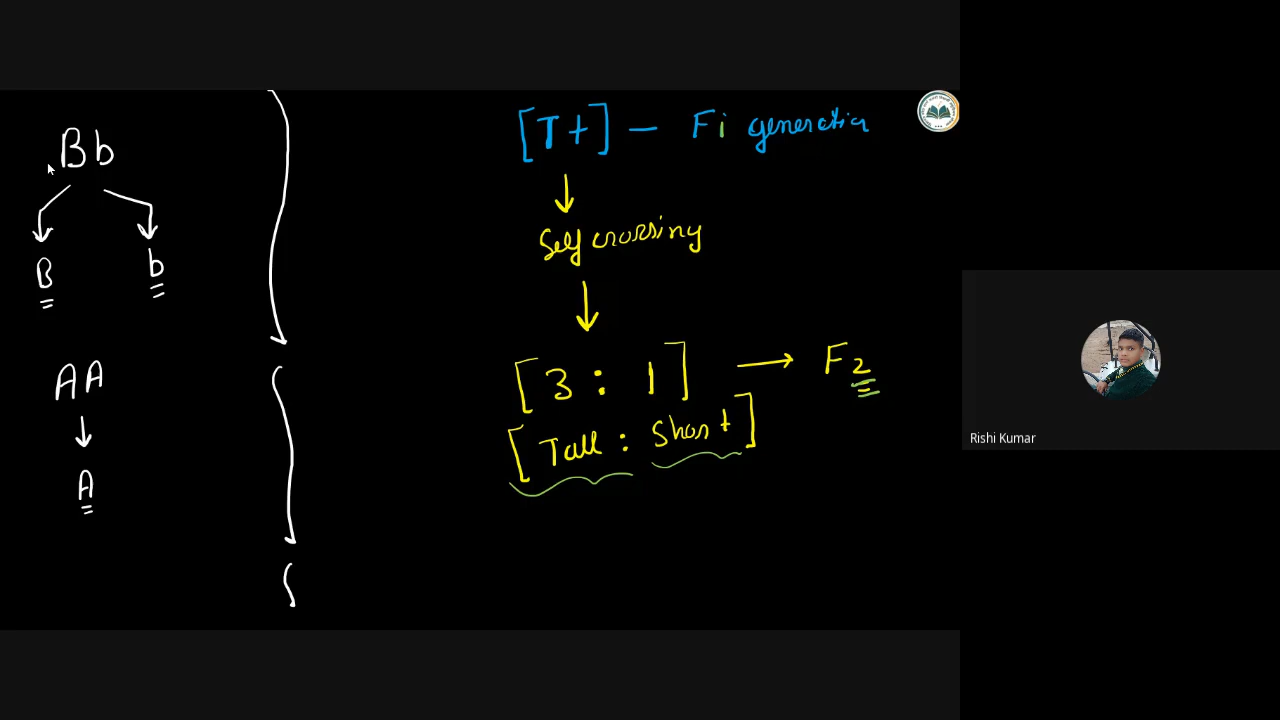 Bb
B b
AA
A
[Tt] — F1 generation
Self crossing
[3 : 1] → F2
[Tall : Short]
Rishi Kumar